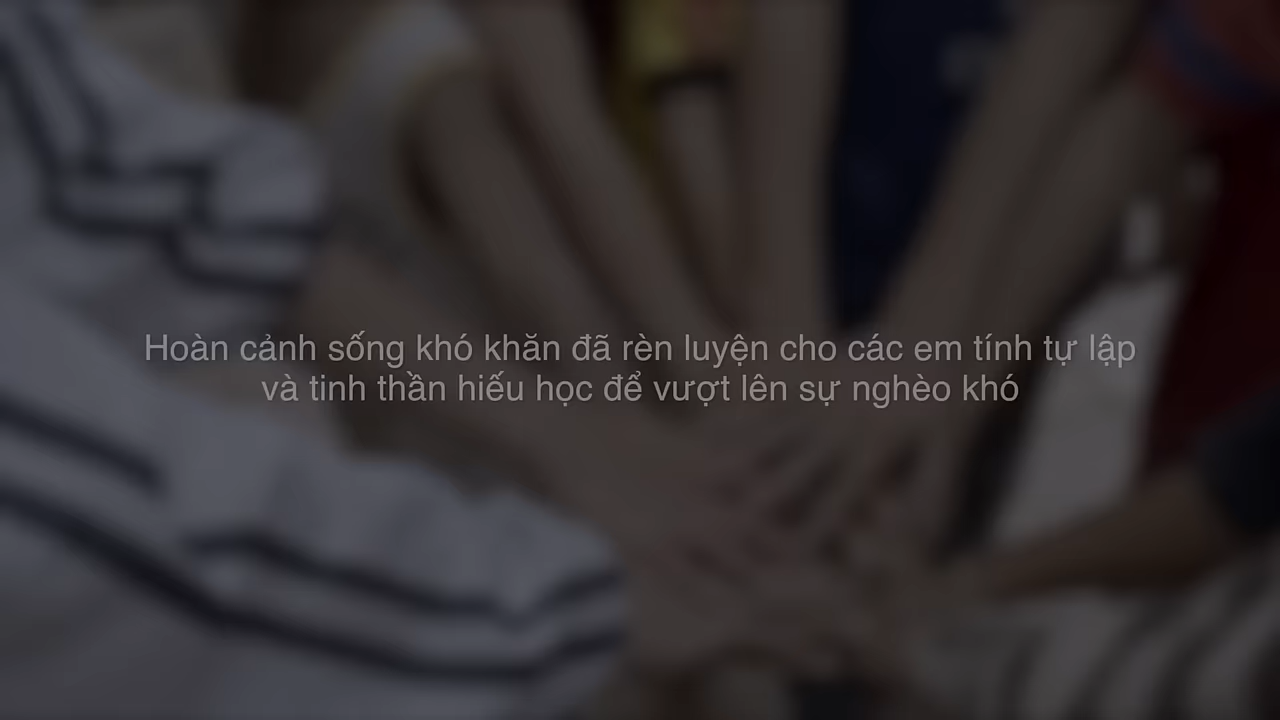 Hoàn cảnh sống khó khăn đã rèn luyện cho các em tính tự lập
và tinh thần hiếu học để vượt lên sự nghèo khó